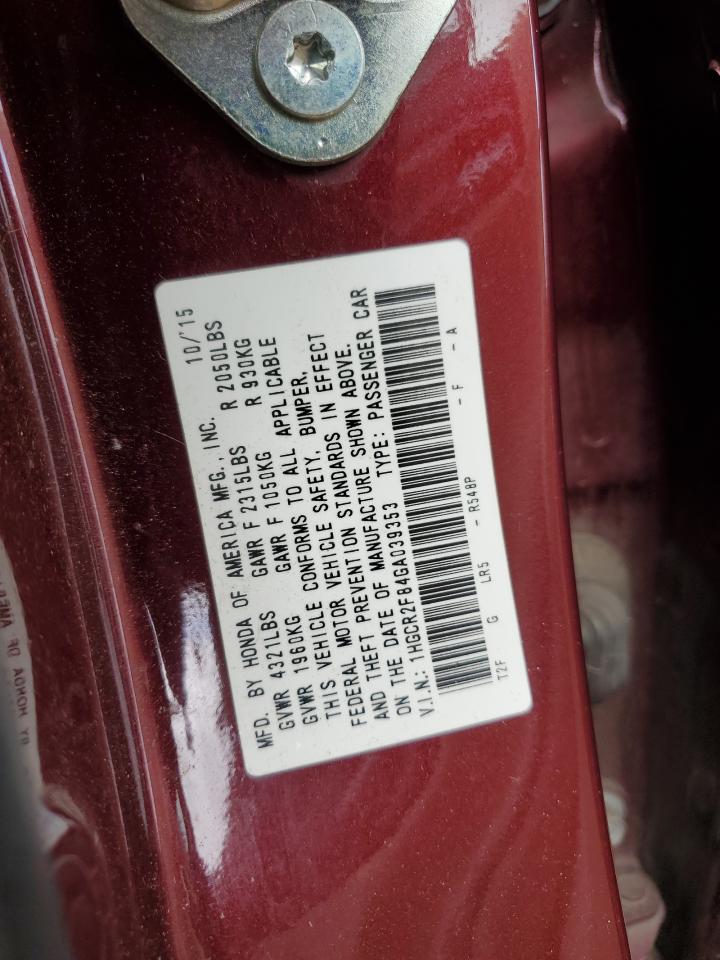 MFD. BY HONDA OF AMERICA MFG., INC. 10/'15
GVWR 4321LBS GAWR F 2315LBS R 2050LBS
GVWR 1960KG GAWR F 1050KG R 930KG
THIS VEHICLE CONFORMS TO ALL APPLICABLE
FEDERAL MOTOR VEHICLE SAFETY, BUMPER,
AND THEFT PREVENTION STANDARDS IN EFFECT
ON THE DATE OF MANUFACTURE SHOWN ABOVE.
V.I.N.: 1HGCR2F84GA039353 TYPE: PASSENGER CAR
T2F G LR5 - R548P - F - A